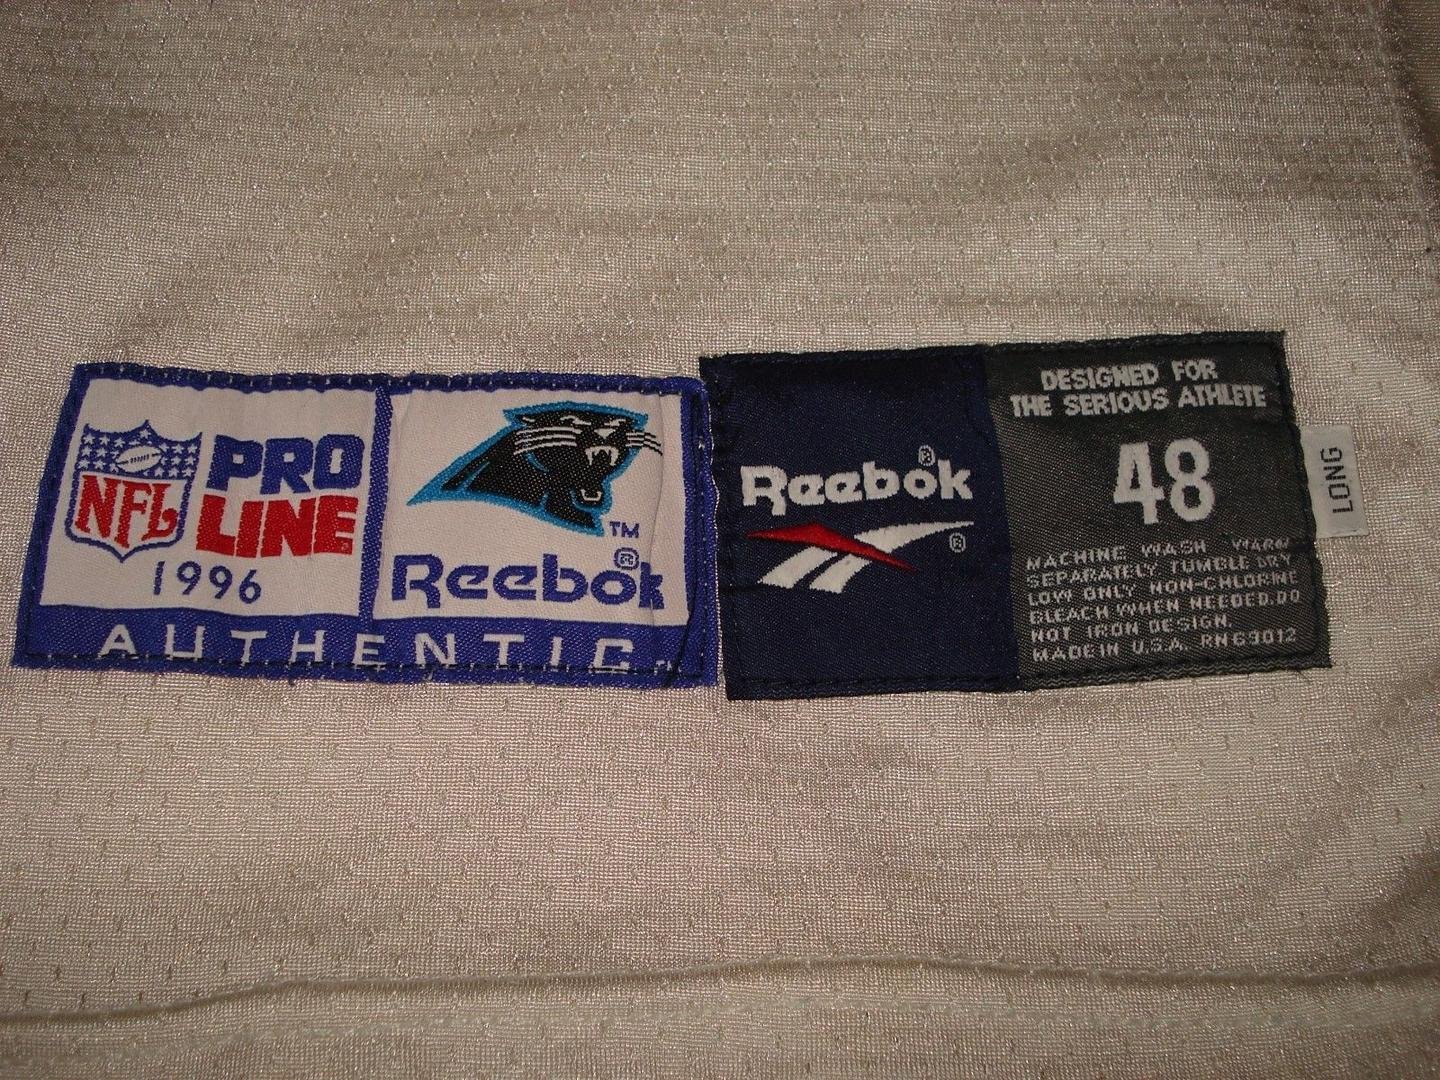 NFL
PRO
LINE
1996
TM
Reebok®
AUTHENTIC
Reebok®
®
DESIGNED FOR
THE SERIOUS ATHLETE
48
MACHINE WASH WARM
SEPARATELY TUMBLE DRY
LOW ONLY NON-CHLORINE
BLEACH WHEN NEEDED. DO
NOT IRON DESIGN.
MADE IN U.S.A. RN63012
LONG